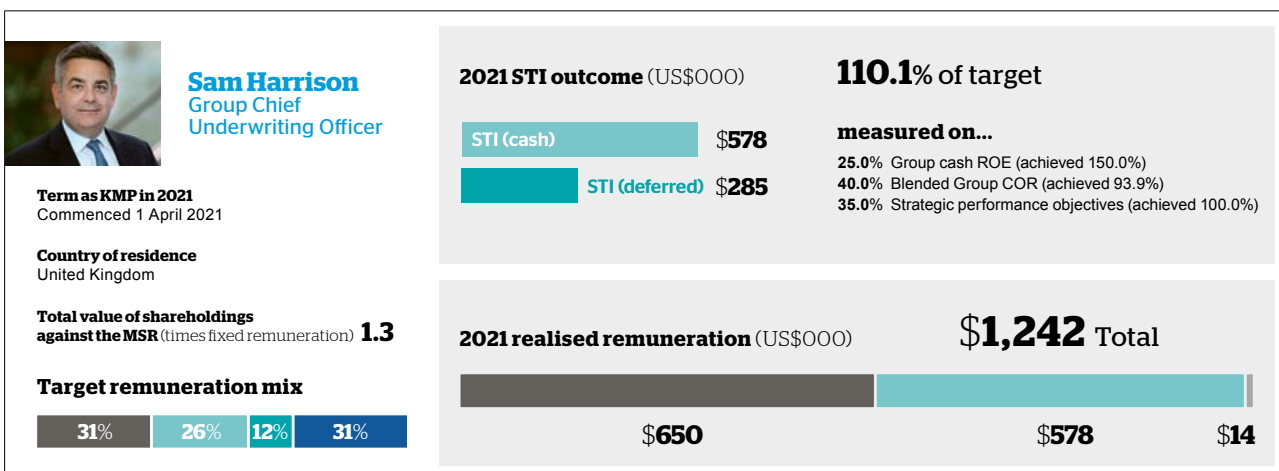 Sam Harrison
Group Chief
Underwriting Officer
Term as KMP in 2021
Commenced 1 April 2021
Country of residence
United Kingdom
Total value of shareholdings
against the MSR (times fixed remuneration) 1.3
Target remuneration mix
31% 26% 12% 31%
2021 STI outcome (US$000)
STI (cash) $578
STI (deferred) $285
110.1% of target
measured on...
25.0% Group cash ROE (achieved 150.0%)
40.0% Blended Group COR (achieved 93.9%)
35.0% Strategic performance objectives (achieved 100.0%)
2021 realised remuneration (US$000) $1,242 Total
$650 $578 $14